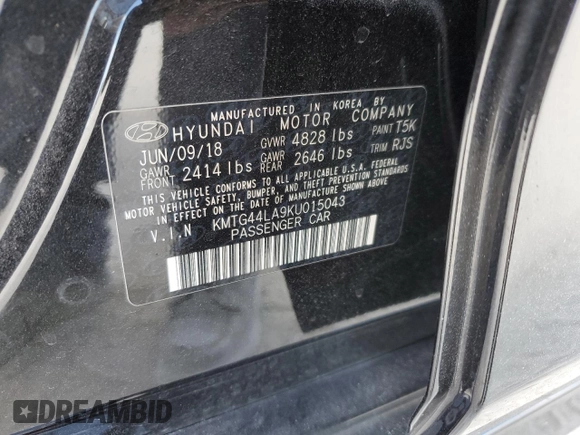 MANUFACTURED IN KOREA BY
HYUNDAI MOTOR COMPANY
JUN/09/18 GVWR 4828 lbs PAINT T5K
GAWR FRONT 2414 lbs GAWR REAR 2646 lbs TRIM RJS
THIS VEHICLE CONFORMS TO ALL APPLICABLE U.S.A. FEDERAL
MOTOR VEHICLE SAFETY, BUMPER, AND THEFT PREVENTION STANDARDS
IN EFFECT ON THE DATE OF MANUFACTURE SHOWN ABOVE.
V.I.N KMTG44LA9KU015043
PASSENGER CAR
DREAMBID